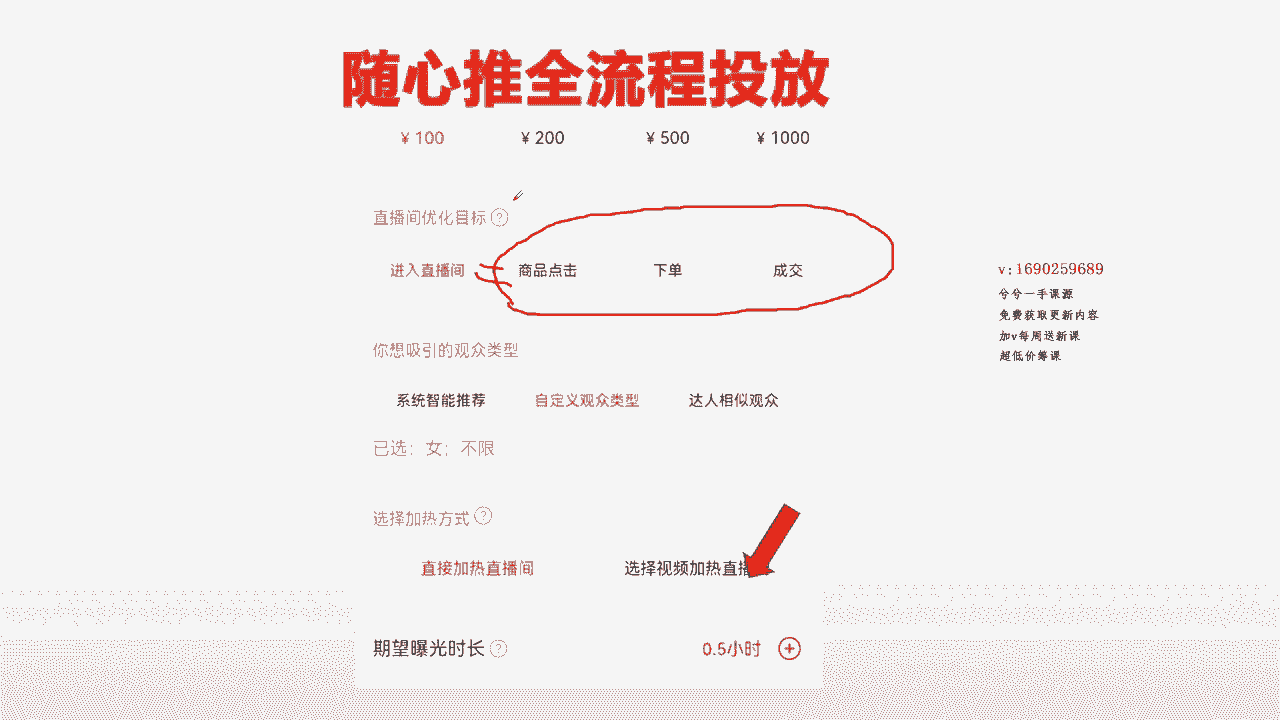 随心推全流程投放
¥ 100 ¥ 200 ¥ 500 ¥ 1000
直播间优化目标 ?
进入直播间 商品点击 下单 成交
v:1690259689
兮兮一手课源
免费获取更新内容
加v每周送新课
超低价筹课
你想吸引的观众类型
系统智能推荐 自定义观众类型 达人相似观众
已选：女；不限
选择加热方式 ?
直接加热直播间 选择视频加热直播
期望曝光时长 ? 0.5小时 +